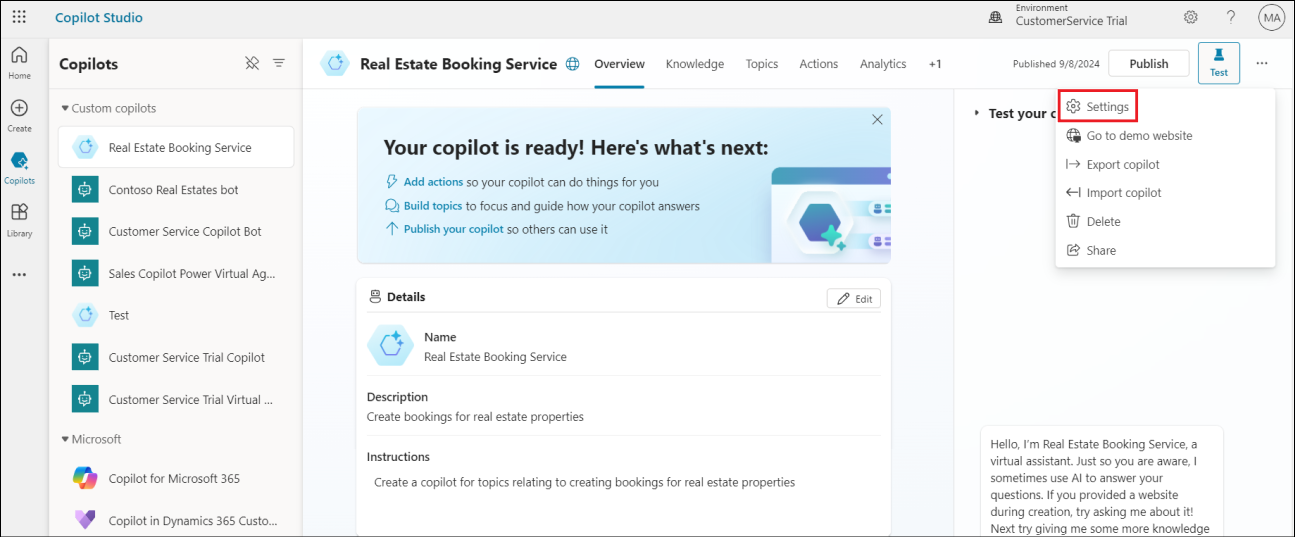 Copilot Studio
Environment
CustomerService Trial
?
MA
Home
Create
Copilots
Library
Copilots
Custom copilots
Real Estate Booking Service
Contoso Real Estates bot
Customer Service Copilot Bot
Sales Copilot Power Virtual Ag...
Test
Customer Service Trial Copilot
Customer Service Trial Virtual ...
Microsoft
Copilot for Microsoft 365
Copilot in Dynamics 365 Custo...
Real Estate Booking Service
Overview
Knowledge
Topics
Actions
Analytics
+1
Published 9/8/2024
Publish
Test
Your copilot is ready! Here's what's next:
Add actions so your copilot can do things for you
Build topics to focus and guide how your copilot answers
Publish your copilot so others can use it
Details
Edit
Name
Real Estate Booking Service
Description
Create bookings for real estate properties
Instructions
Create a copilot for topics relating to creating bookings for real estate properties
Test your c
Settings
Go to demo website
Export copilot
Import copilot
Delete
Share
Hello, I'm Real Estate Booking Service, a
virtual assistant. Just so you are aware, I
sometimes use AI to answer your
questions. If you provided a website
during creation, try asking me about it!
Next try giving me some more knowledge